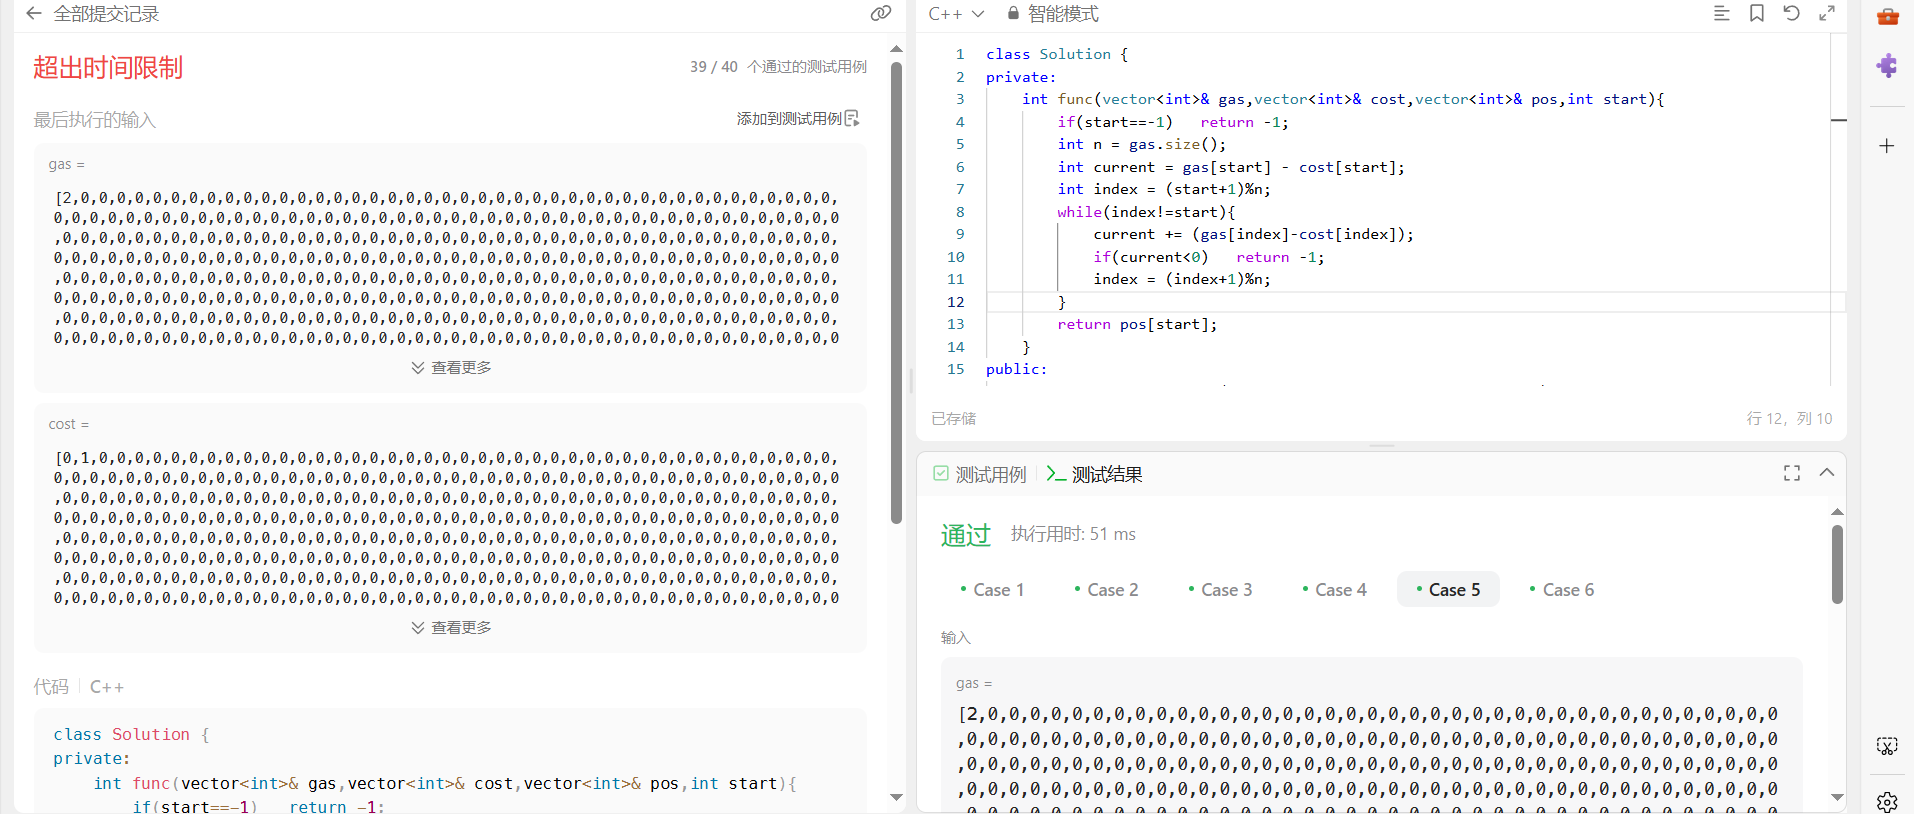 全部提交记录
超出时间限制
39 / 40 个通过的测试用例
最后执行的输入
添加到测试用例
gas =
[2,0,0,0,0,0,0,0,0,0,0,0,0,0,0,0,0,0,0,0,0,0,0,0,0,0,0,0,0,0,0,0,0,0,0,0,0,0,0,0,0,0,0,
0,0,0,0,0,0,0,0,0,0,0,0,0,0,0,0,0,0,0,0,0,0,0,0,0,0,0,0,0,0,0,0,0,0,0,0,0,0,0,0,0,0,0,0
,0,0,0,0,0,0,0,0,0,0,0,0,0,0,0,0,0,0,0,0,0,0,0,0,0,0,0,0,0,0,0,0,0,0,0,0,0,0,0,0,0,0,0,
0,0,0,0,0,0,0,0,0,0,0,0,0,0,0,0,0,0,0,0,0,0,0,0,0,0,0,0,0,0,0,0,0,0,0,0,0,0,0,0,0,0,0,0
,0,0,0,0,0,0,0,0,0,0,0,0,0,0,0,0,0,0,0,0,0,0,0,0,0,0,0,0,0,0,0,0,0,0,0,0,0,0,0,0,0,0,0,
0,0,0,0,0,0,0,0,0,0,0,0,0,0,0,0,0,0,0,0,0,0,0,0,0,0,0,0,0,0,0,0,0,0,0,0,0,0,0,0,0,0,0,0
,0,0,0,0,0,0,0,0,0,0,0,0,0,0,0,0,0,0,0,0,0,0,0,0,0,0,0,0,0,0,0,0,0,0,0,0,0,0,0,0,0,0,0,
0,0,0,0,0,0,0,0,0,0,0,0,0,0,0,0,0,0,0,0,0,0,0,0,0,0,0,0,0,0,0,0,0,0,0,0,0,0,0,0,0,0,0,0
查看更多
cost =
[0,1,0,0,0,0,0,0,0,0,0,0,0,0,0,0,0,0,0,0,0,0,0,0,0,0,0,0,0,0,0,0,0,0,0,0,0,0,0,0,0,0,0,
0,0,0,0,0,0,0,0,0,0,0,0,0,0,0,0,0,0,0,0,0,0,0,0,0,0,0,0,0,0,0,0,0,0,0,0,0,0,0,0,0,0,0,0
,0,0,0,0,0,0,0,0,0,0,0,0,0,0,0,0,0,0,0,0,0,0,0,0,0,0,0,0,0,0,0,0,0,0,0,0,0,0,0,0,0,0,0,
0,0,0,0,0,0,0,0,0,0,0,0,0,0,0,0,0,0,0,0,0,0,0,0,0,0,0,0,0,0,0,0,0,0,0,0,0,0,0,0,0,0,0,0
,0,0,0,0,0,0,0,0,0,0,0,0,0,0,0,0,0,0,0,0,0,0,0,0,0,0,0,0,0,0,0,0,0,0,0,0,0,0,0,0,0,0,0,
0,0,0,0,0,0,0,0,0,0,0,0,0,0,0,0,0,0,0,0,0,0,0,0,0,0,0,0,0,0,0,0,0,0,0,0,0,0,0,0,0,0,0,0
,0,0,0,0,0,0,0,0,0,0,0,0,0,0,0,0,0,0,0,0,0,0,0,0,0,0,0,0,0,0,0,0,0,0,0,0,0,0,0,0,0,0,0,
0,0,0,0,0,0,0,0,0,0,0,0,0,0,0,0,0,0,0,0,0,0,0,0,0,0,0,0,0,0,0,0,0,0,0,0,0,0,0,0,0,0,0,0
查看更多
代码 C++
class Solution {
private:
    int func(vector<int>& gas,vector<int>& cost,vector<int>& pos,int start){
        if(start==-1)   return -1;
C++ 智能模式
1 class Solution {
2 private:
3     int func(vector<int>& gas,vector<int>& cost,vector<int>& pos,int start){
4         if(start==-1)   return -1;
5         int n = gas.size();
6         int current = gas[start] - cost[start];
7         int index = (start+1)%n;
8         while(index!=start){
9             current += (gas[index]-cost[index]);
10             if(current<0)   return -1;
11             index = (index+1)%n;
12         }
13         return pos[start];
14     }
15 public:
已存储
行 12, 列 10
测试用例
测试结果
通过 执行用时: 51 ms
Case 1 Case 2 Case 3 Case 4 Case 5 Case 6
输入
gas =
[2,0,0,0,0,0,0,0,0,0,0,0,0,0,0,0,0,0,0,0,0,0,0,0,0,0,0,0,0,0,0,0,0,0,0,0,0,0,0
,0,0,0,0,0,0,0,0,0,0,0,0,0,0,0,0,0,0,0,0,0,0,0,0,0,0,0,0,0,0,0,0,0,0,0,0,0,0,0
,0,0,0,0,0,0,0,0,0,0,0,0,0,0,0,0,0,0,0,0,0,0,0,0,0,0,0,0,0,0,0,0,0,0,0,0,0,0,0
,0,0,0,0,0,0,0,0,0,0,0,0,0,0,0,0,0,0,0,0,0,0,0,0,0,0,0,0,0,0,0,0,0,0,0,0,0,0,0